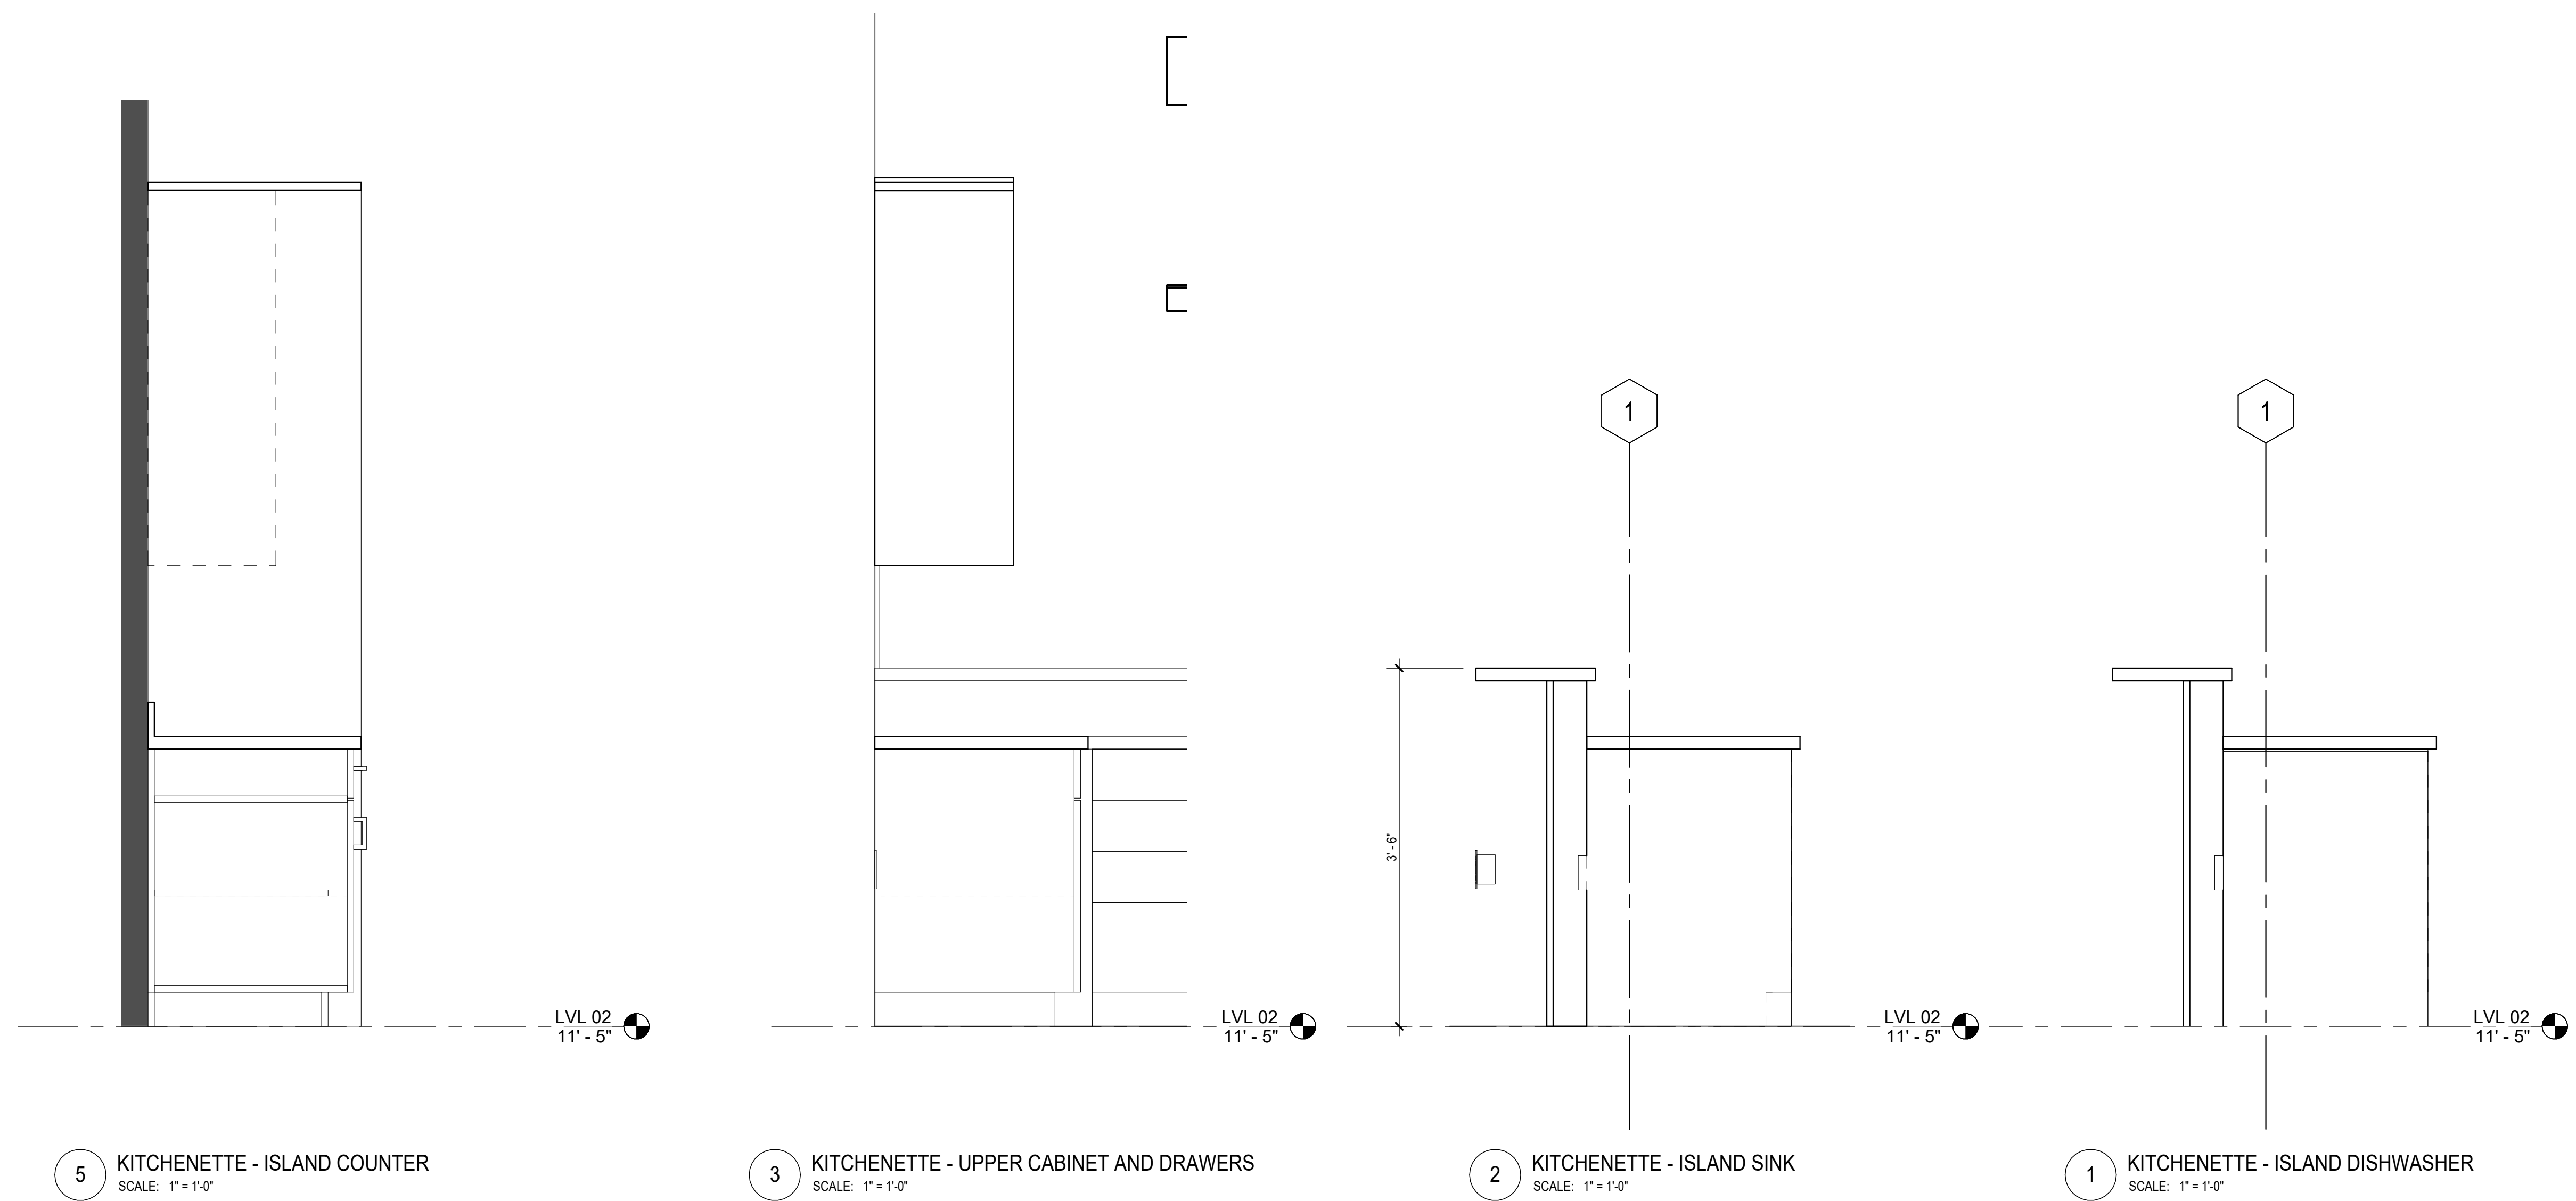 1
1
3' - 6"
LVL 02
11' - 5"
LVL 02
11' - 5"
LVL 02
11' - 5"
LVL 02
11' - 5"
5
KITCHENETTE - ISLAND COUNTER
SCALE: 1" = 1'-0"
3
KITCHENETTE - UPPER CABINET AND DRAWERS
SCALE: 1" = 1'-0"
2
KITCHENETTE - ISLAND SINK
SCALE: 1" = 1'-0"
1
KITCHENETTE - ISLAND DISHWASHER
SCALE: 1" = 1'-0"